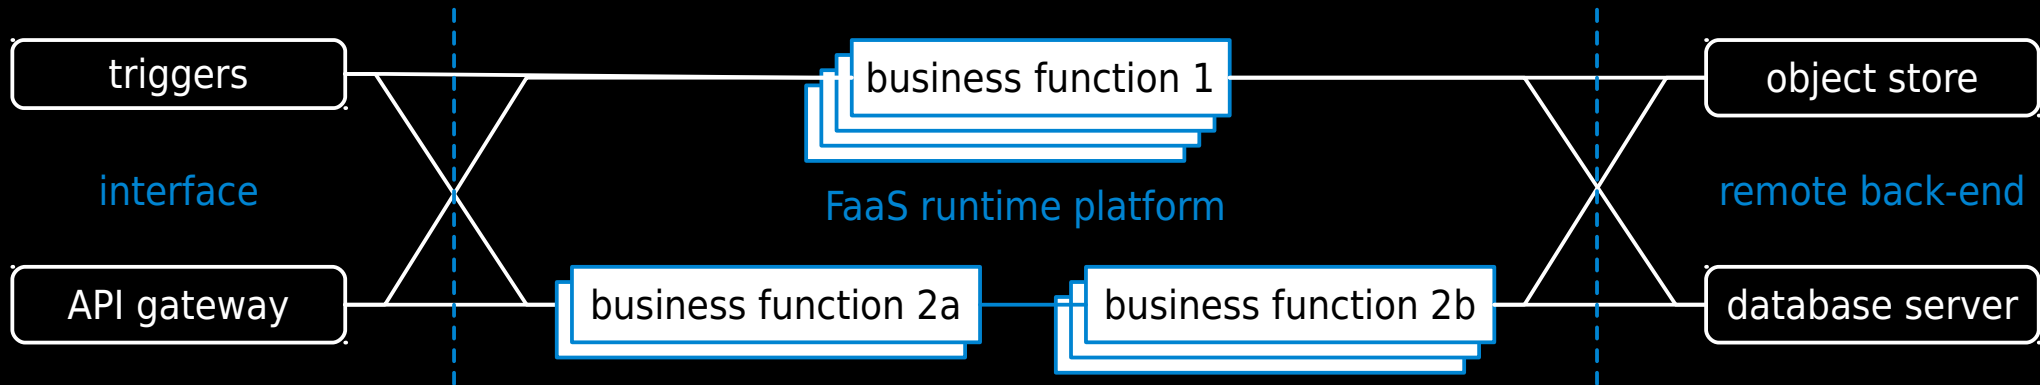 triggers
business function 1
object store
interface
FaaS runtime platform
remote back-end
API gateway
business function 2a
business function 2b
database server